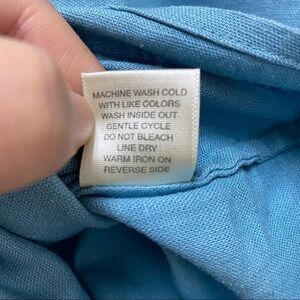 MACHINE WASH COLD
WITH LIKE COLORS
WASH INSIDE OUT
GENTLE CYCLE
DO NOT BLEACH
LINE DRY
WARM IRON ON
REVERSE SIDE